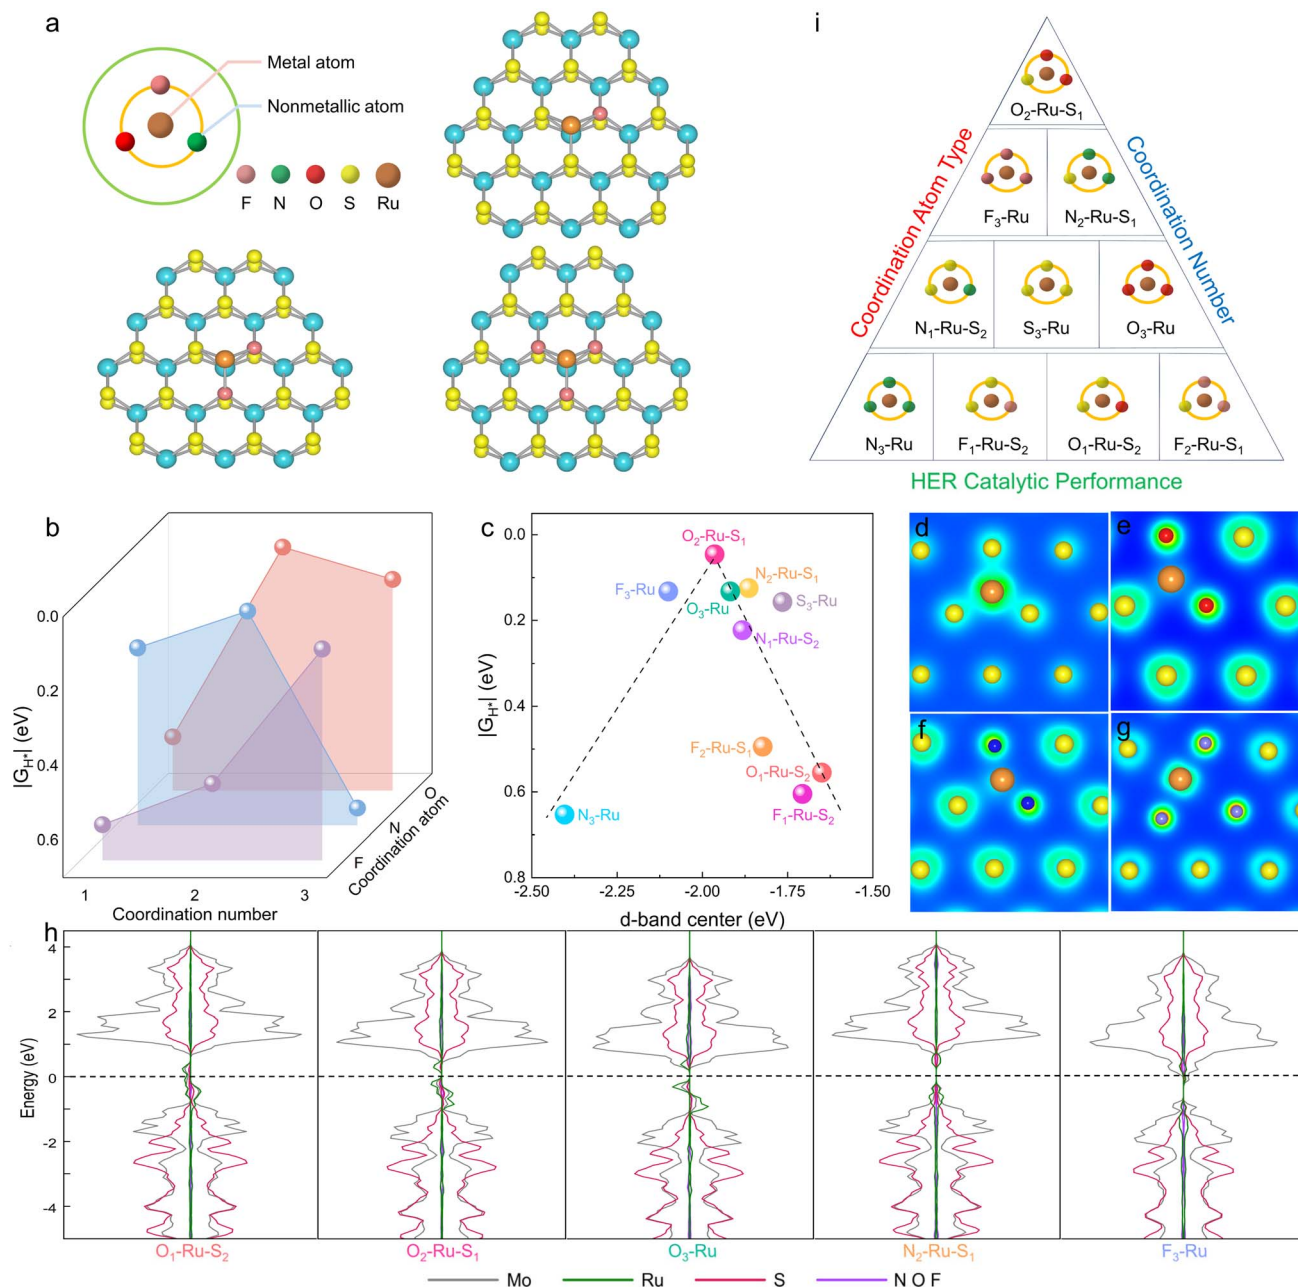 a
Metal atom
Nonmetallic atom
F N O S Ru
i
Coordination Atom Type
Coordination Number
O₂-Ru-S₁
F₃-Ru
N₂-Ru-S₁
N₁-Ru-S₂
S₃-Ru
O₃-Ru
N₃-Ru
F₁-Ru-S₂
O₁-Ru-S₂
F₂-Ru-S₁
HER Catalytic Performance
b
|G_H*| (eV)
0.0
0.2
0.4
0.6
1
2
3
Coordination number
F
N
O
Coordination atom
c
|G_H*| (eV)
0.0
0.2
0.4
0.6
0.8
O₂-Ru-S₁
N₂-Ru-S₁
F₃-Ru
O₃-Ru
S₃-Ru
N₁-Ru-S₂
F₂-Ru-S₁
O₁-Ru-S₂
F₁-Ru-S₂
N₃-Ru
-2.50
-2.25
-2.00
-1.75
-1.50
d-band center (eV)
d
e
f
g
h
Energy (eV)
4
2
0
-2
-4
O₁-Ru-S₂
O₂-Ru-S₁
O₃-Ru
N₂-Ru-S₁
F₃-Ru
Mo
Ru
S
N O F